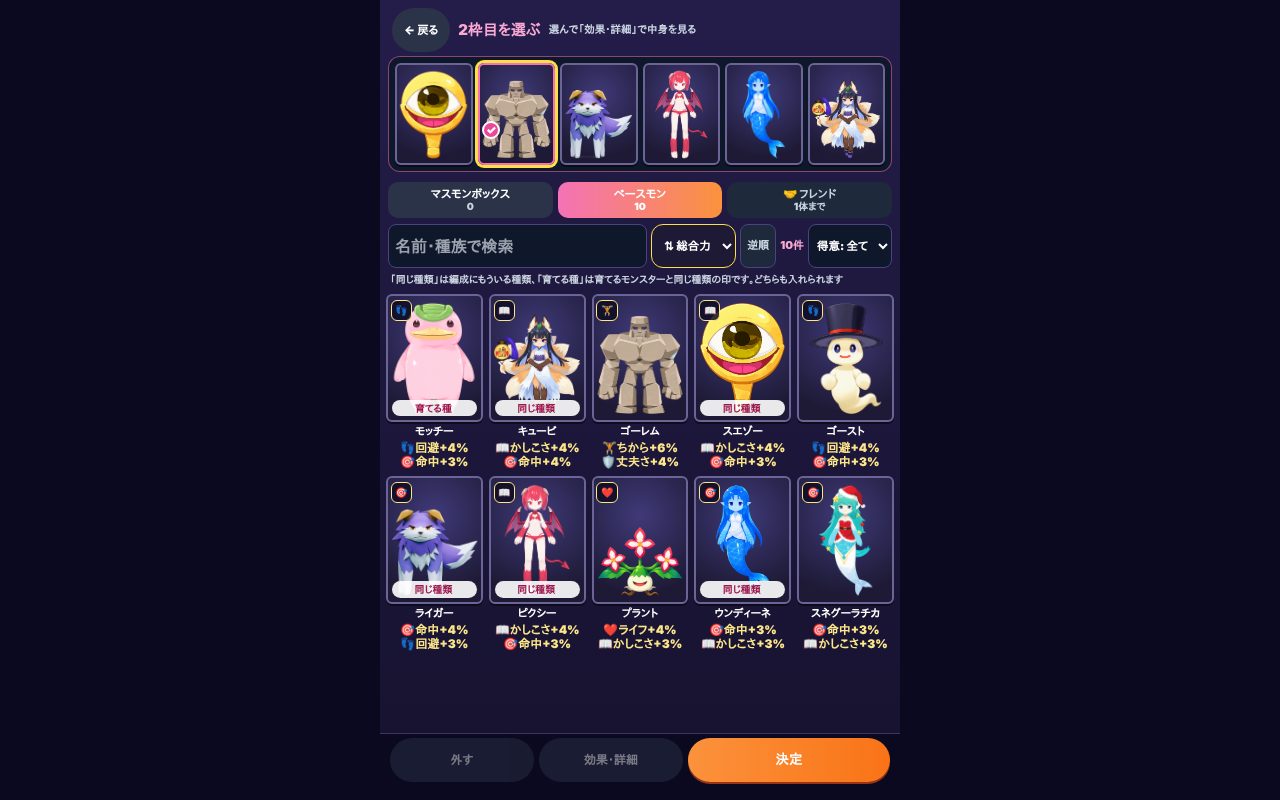 ← 戻る 2枠目を選ぶ 選んで「効果・詳細」で中身を見る
マスモンボックス
0
ベースモン
10
🤝 フレンド
1体まで
名前・種族で検索 ⇅ 総合力 逆順 10件 得意: 全て
「同じ種類」は編成にもういる種類、「育てる種」は育てるモンスターと同じ種類の印です。どちらも入れられます
育てる種 同じ種類 同じ種類
モッチー キュービ ゴーレム スエゾー ゴースト
👣回避+4% 📖かしこさ+4% 🏋ちから+6% 📖かしこさ+4% 👣回避+4%
🎯命中+3% 🎯命中+4% 🛡️丈夫さ+4% 🎯命中+3% 🎯命中+3%
同じ種類 同じ種類 同じ種類
ライガー ピクシー プラント ウンディーネ スネグーラチカ
🎯命中+4% 📖かしこさ+4% ❤️ライフ+4% 🎯命中+3% 🎯命中+3%
👣回避+3% 🎯命中+3% 📖かしこさ+3% 📖かしこさ+3% 📖かしこさ+3%
外す 効果・詳細 決定